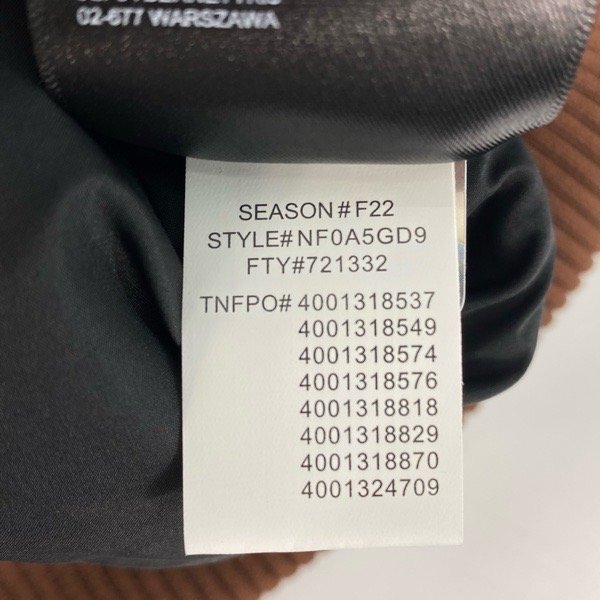 02-677 WARSZAWA
SEASON#F22
STYLE#NF0A5GD9
FTY#721332
TNFPO# 4001318537
4001318549
4001318574
4001318576
4001318818
4001318829
4001318870
4001324709